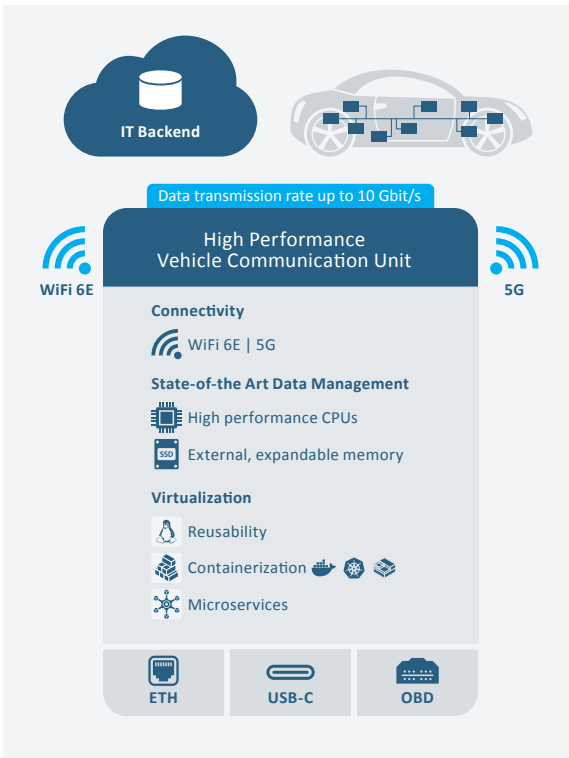 IT Backend
Data transmission rate up to 10 Gbit/s
High Performance
Vehicle Communication Unit
WiFi 6E
5G
Connectivity
WiFi 6E | 5G
State-of-the Art Data Management
High performance CPUs
SSD
External, expandable memory
Virtualization
Reusability
Containerization
Microservices
ETH
USB-C
OBD